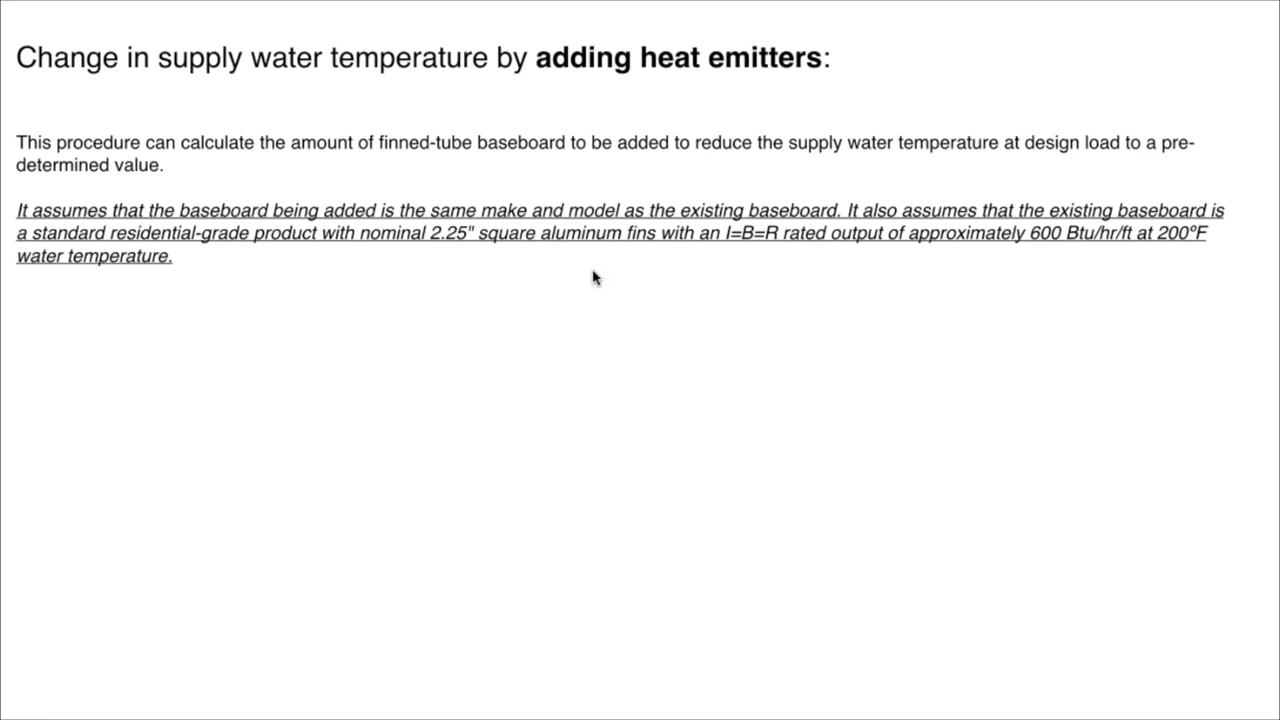 Change in supply water temperature by adding heat emitters:
This procedure can calculate the amount of finned-tube baseboard to be added to reduce the supply water temperature at design load to a pre-
determined value.
It assumes that the baseboard being added is the same make and model as the existing baseboard. It also assumes that the existing baseboard is
a standard residential-grade product with nominal 2.25" square aluminum fins with an I=B=R rated output of approximately 600 Btu/hr/ft at 200ºF
water temperature.